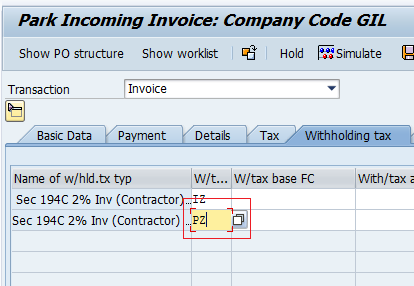 Park Incoming Invoice: Company Code GIL
Show PO structure Show worklist Hold Simulate
Transaction Invoice
Basic Data Payment Details Tax Withholding tax
Name of w/hld.tx typ W/t... W/tax base FC With/tax a
Sec 194C 2% Inv (Contractor) ...IZ
Sec 194C 2% Inv (Contractor) ...PZ